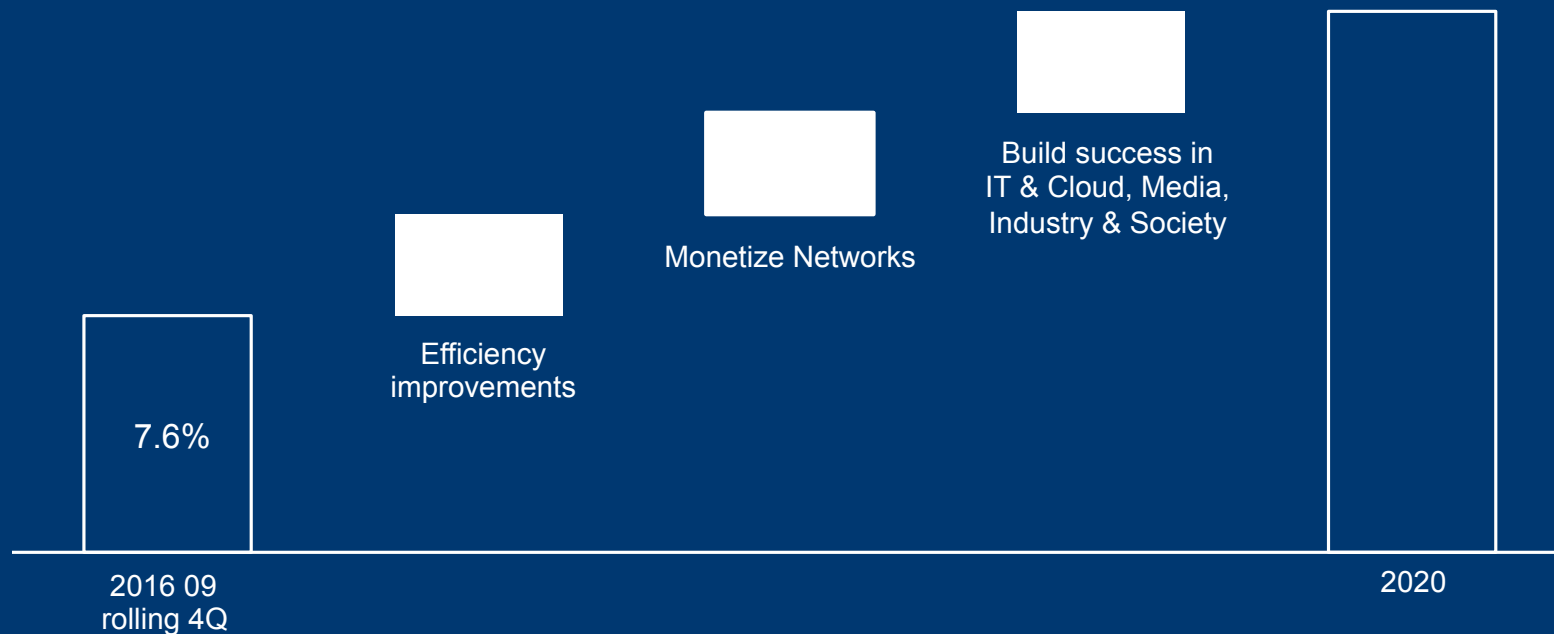 Build success in
IT & Cloud, Media,
Industry & Society
Monetize Networks
Efficiency
improvements
7.6%
2016 09
rolling 4Q
2020